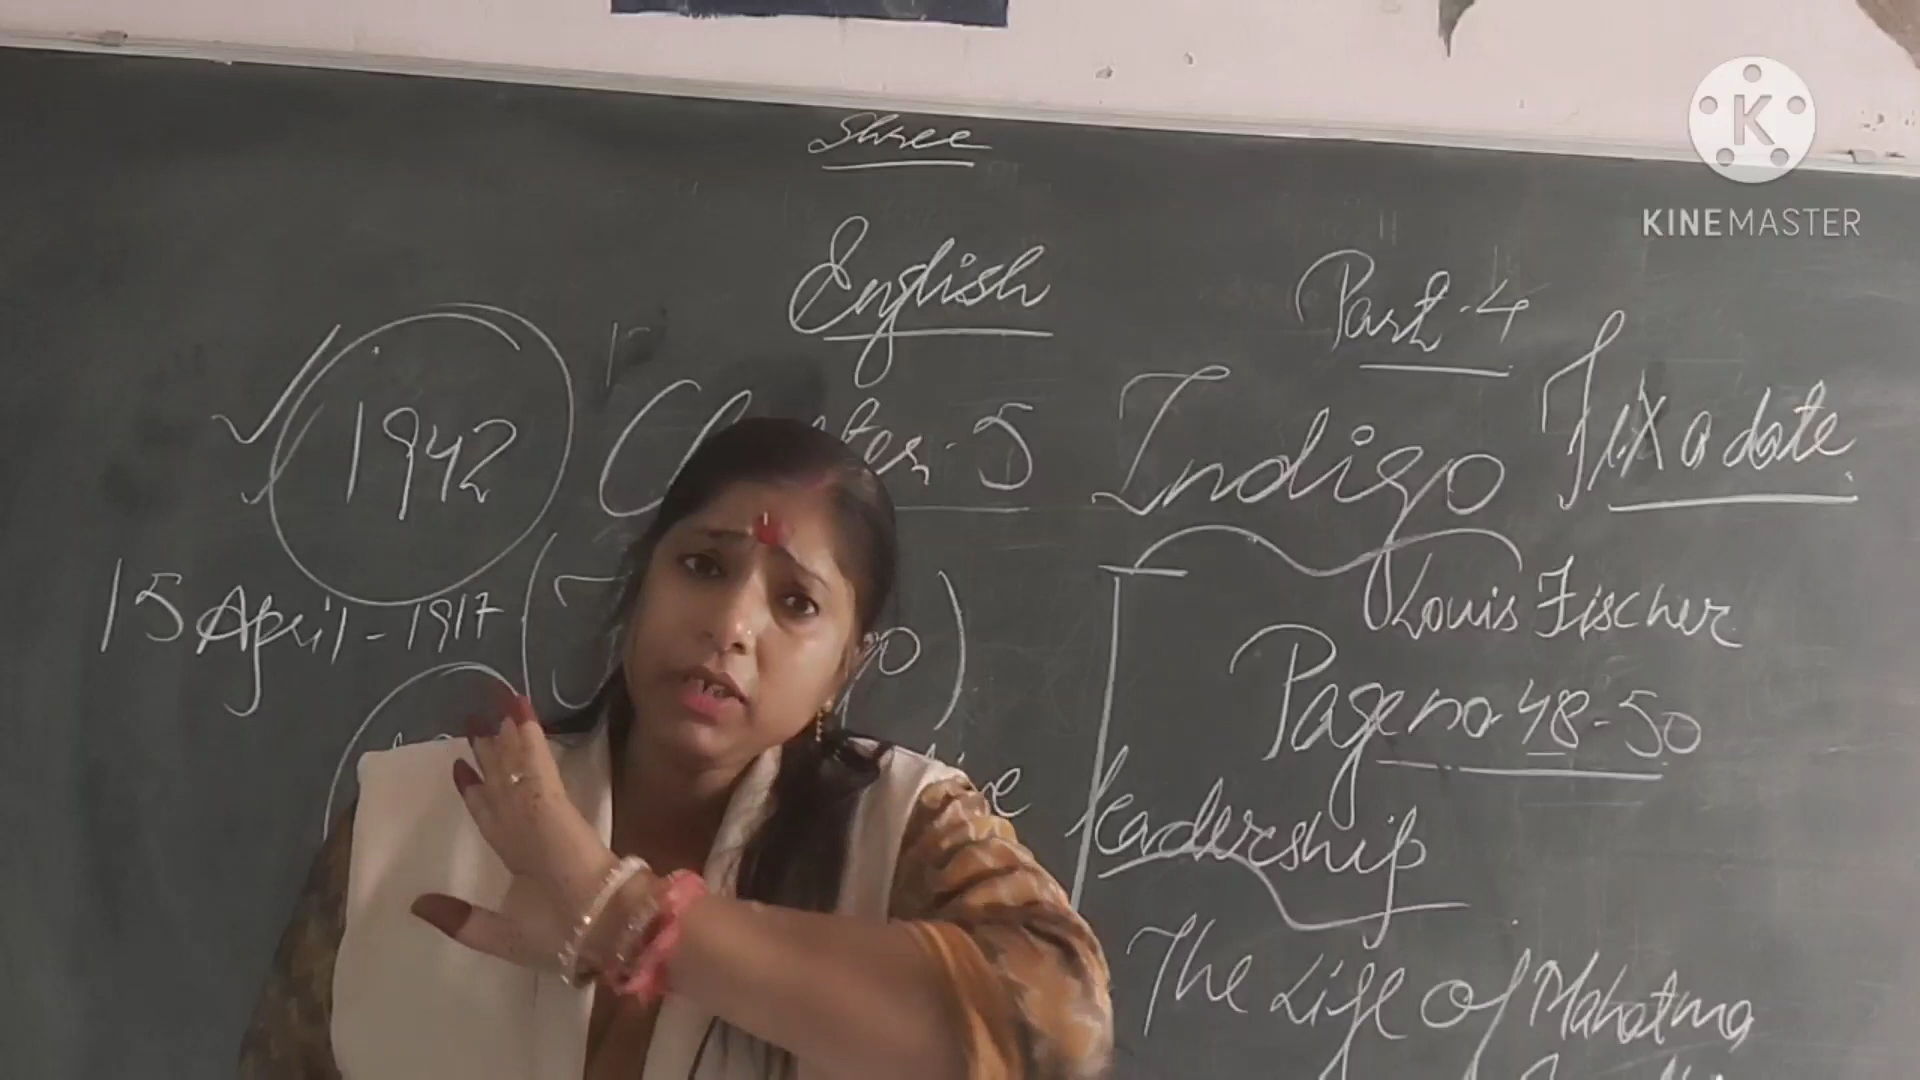 Shree
English
Part-4
1942
Indigo
Fix a date
15 April-1917
Louis Fischer
Page no 48-50
Leadership
The Life of Mahatma
K
KINEMASTER